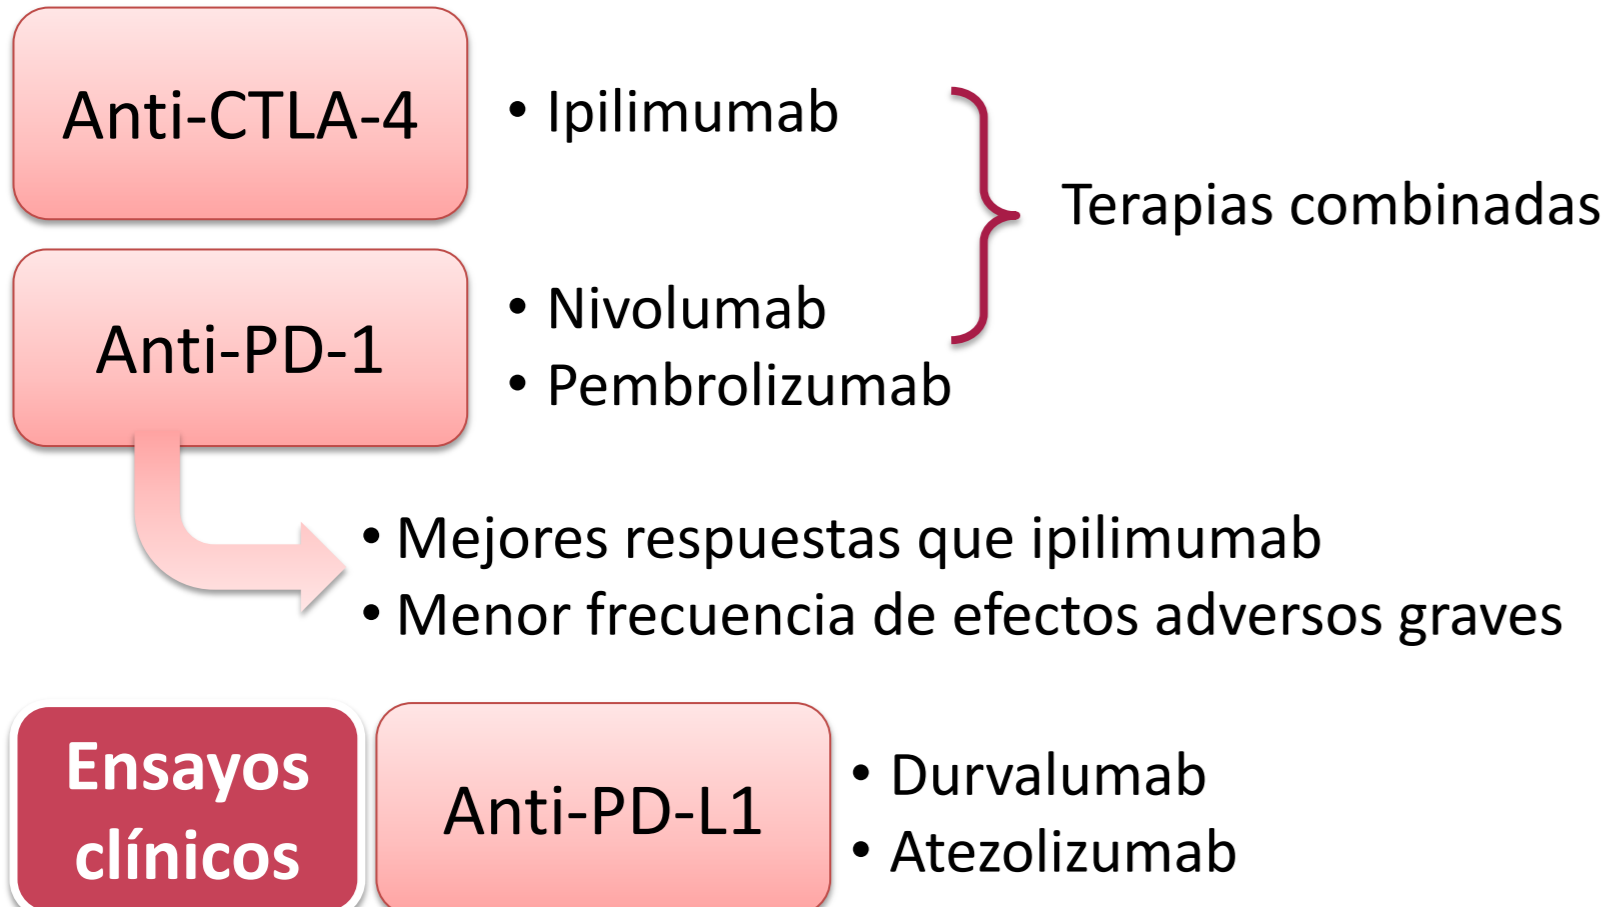 Anti-CTLA-4
• Ipilimumab
Terapias combinadas
Anti-PD-1
• Nivolumab
• Pembrolizumab
• Mejores respuestas que ipilimumab
• Menor frecuencia de efectos adversos graves
Ensayos
clínicos
Anti-PD-L1
• Durvalumab
• Atezolizumab